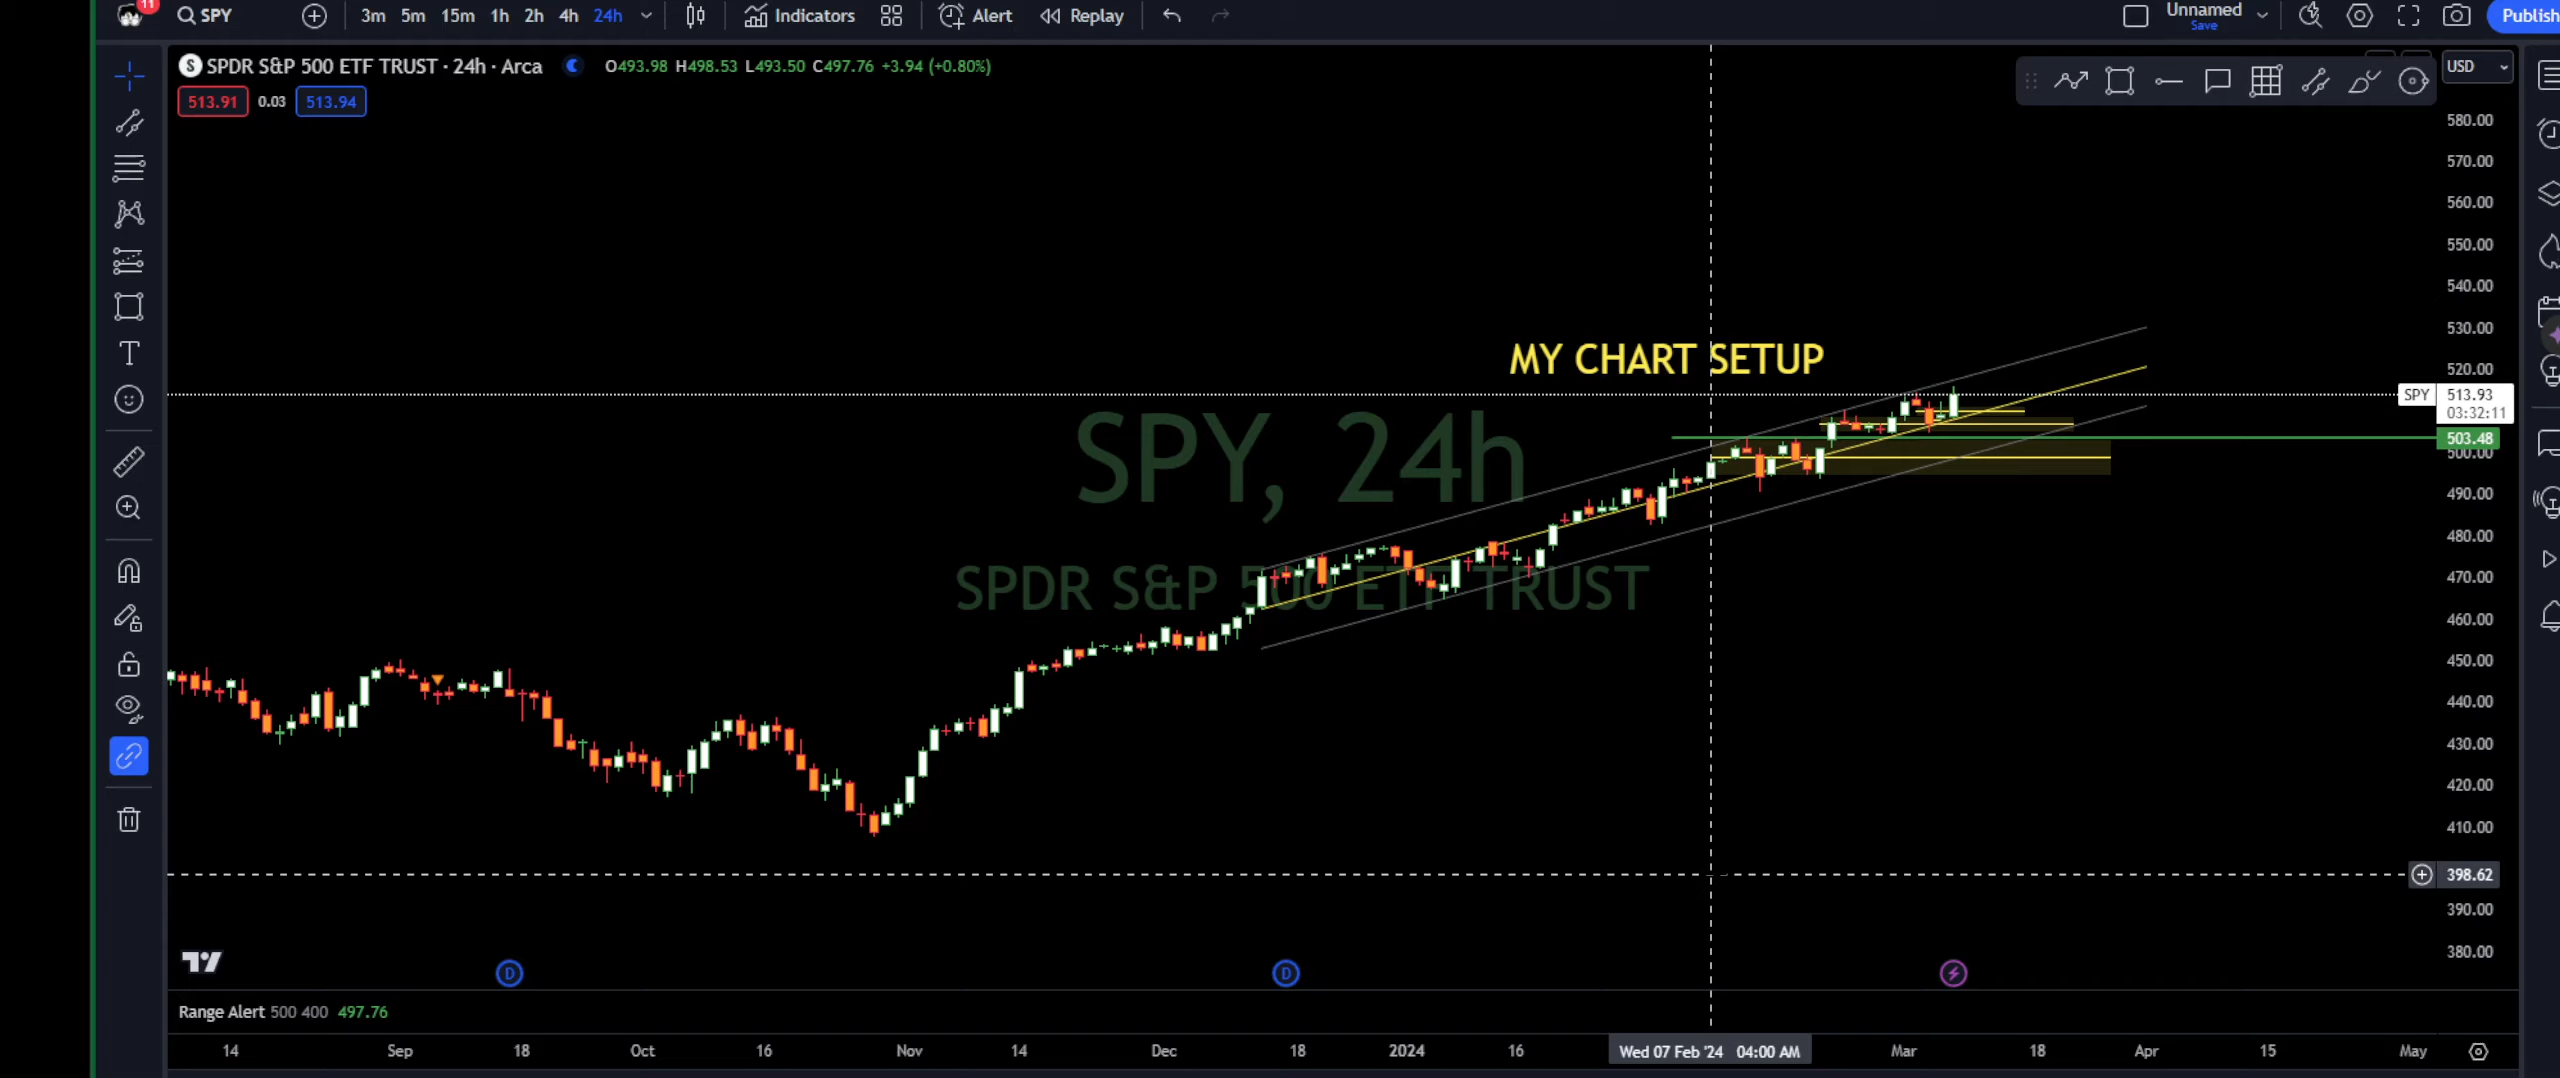 11
SPY
3m 5m 15m 1h 2h 4h 24h
Indicators
Alert
Replay
Unnamed
Save
Publish
S SPDR S&P 500 ETF TRUST · 24h · Arca
O493.98 H498.53 L493.50 C497.76 +3.94 (+0.80%)
513.91 0.03 513.94
USD
580.00
570.00
560.00
550.00
540.00
530.00
MY CHART SETUP
520.00
SPY 513.93
03:32:11
503.48
500.00
SPY, 24h
490.00
480.00
SPDR S&P 500 ETF TRUST
470.00
460.00
450.00
440.00
430.00
420.00
410.00
398.62
390.00
380.00
D D
Range Alert 500 400 497.76
14 Sep 18 Oct 16 Nov 14 Dec 18 2024 16 Wed 07 Feb '24 04:00 AM Mar 18 Apr 15 May